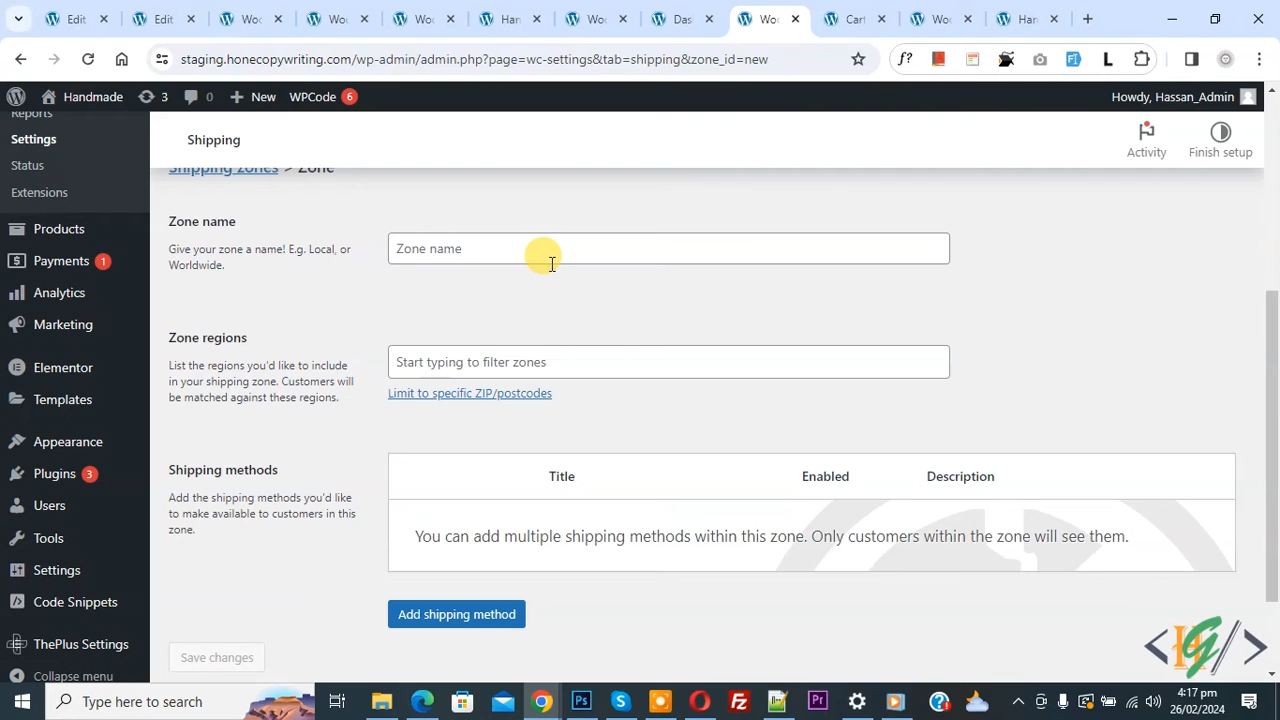 Edit
Edit
Wo
Wo
Wo
Han
Wo
Das
Wo
Cart
Wo
Han
staging.homecopywriting.com/wp-admin/admin.php?page=wc-settings&tab=shipping&zone_id=new
f?
L
Handmade
3
0
New
WPCode
6
Howdy, Hassan_Admin
Reports
Settings
Status
Extensions
Products
Payments
1
Analytics
Marketing
Elementor
Templates
Appearance
Plugins
3
Users
Tools
Settings
Code Snippets
ThePlus Settings
Collapse menu
Shipping
Activity
Finish setup
Shipping zones > Zone
Zone name
Give your zone a name! E.g. Local, or
Worldwide.
Zone name
Zone regions
List the regions you'd like to include
in your shipping zone. Customers will
be matched against these regions.
Start typing to filter zones
Limit to specific ZIP/postcodes
Shipping methods
Add the shipping methods you'd like
to make available to customers in this
zone.
Title
Enabled
Description
You can add multiple shipping methods within this zone. Only customers within the zone will see them.
Add shipping method
Save changes
Type here to search
Ps
S
Fz
Pr
4:17 pm
26/02/2024